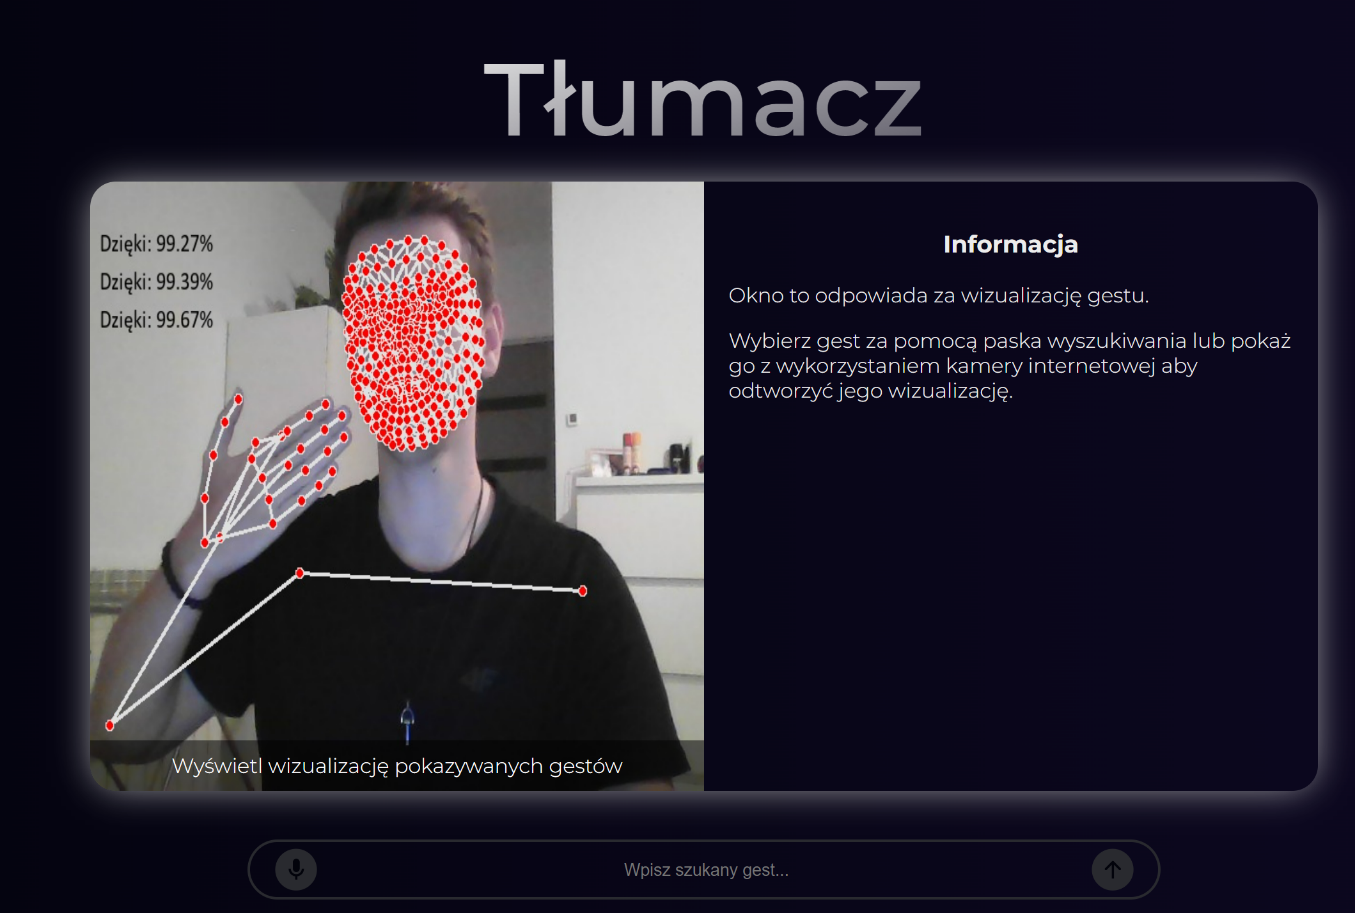 Tłumacz
Dzięki: 99.27%
Dzięki: 99.39%
Dzięki: 99.67%
Wyświetl wizualizację pokazywanych gestów
Informacja
Okno to odpowiada za wizualizację gestu.
Wybierz gest za pomocą paska wyszukiwania lub pokaż
go z wykorzystaniem kamery internetowej aby
odtworzyć jego wizualizację.
Wpisz szukany gest...